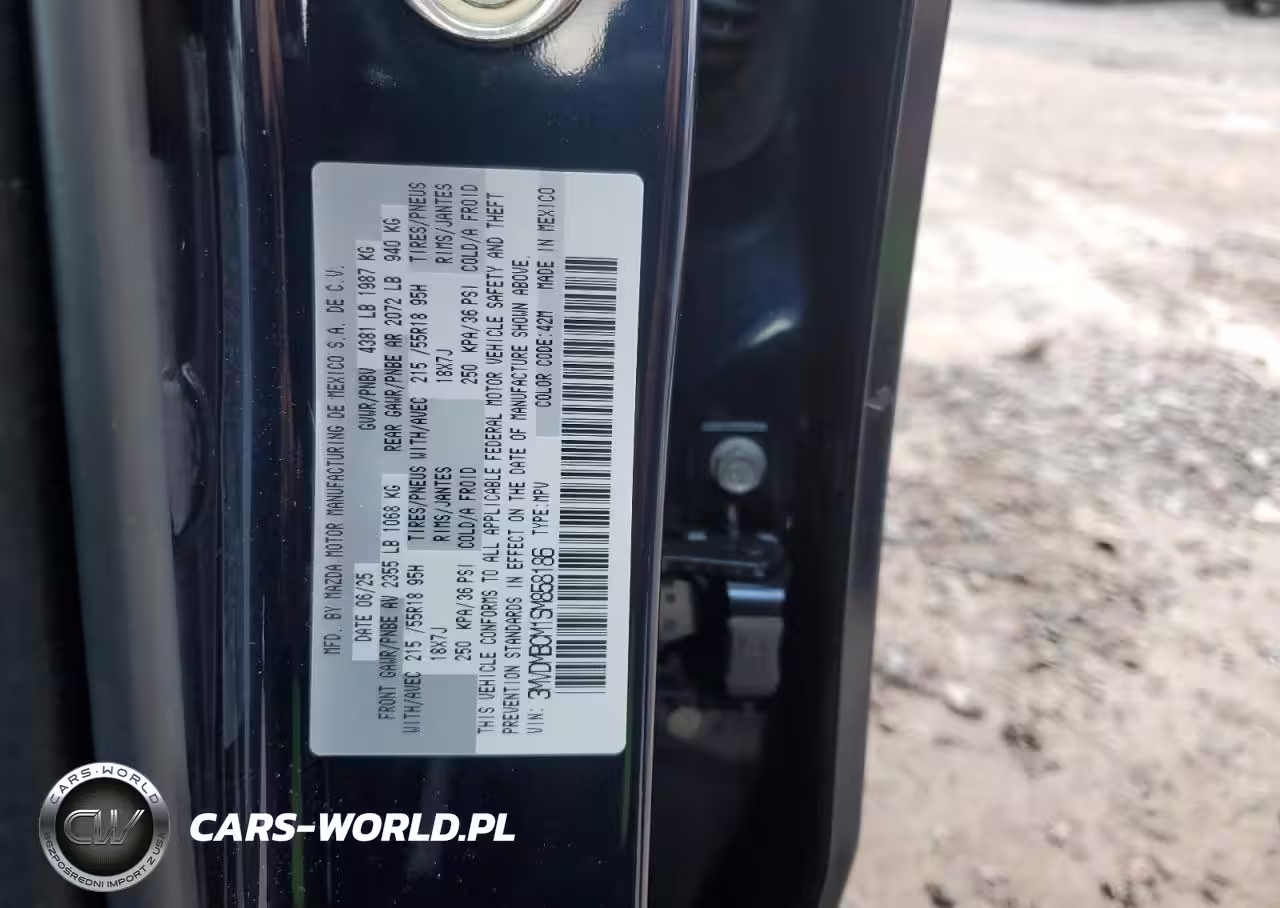 MFD. BY MAZDA MOTOR MANUFACTURING DE MEXICO S.A. DE C.V.
DATE 06/25 GVWR/PNBV 4381 LB 1987 KG
FRONT GAWR/PNBE AV 2355 LB 1068 KG REAR GAWR/PNBE AR 2072 LB 940 KG
WITH/AVEC 215 /55R18 95H TIRES/PNEUS WITH/AVEC 215 /55R18 95H TIRES/PNEUS
18X7J RIMS/JANTES 18X7J RIMS/JANTES
250 KPA/36 PSI COLD/A FROID 250 KPA/36 PSI COLD/A FROID
THIS VEHICLE CONFORMS TO ALL APPLICABLE FEDERAL MOTOR VEHICLE SAFETY AND THEFT
PREVENTION STANDARDS IN EFFECT ON THE DATE OF MANUFACTURE SHOWN ABOVE.
VIN: 3MVDMBCM1SM858186 TYPE:MPV COLOR CODE:42M MADE IN MEXICO
CARS-WORLD
CW
BEZPOŚREDNI IMPORT Z USA
CARS-WORLD.PL